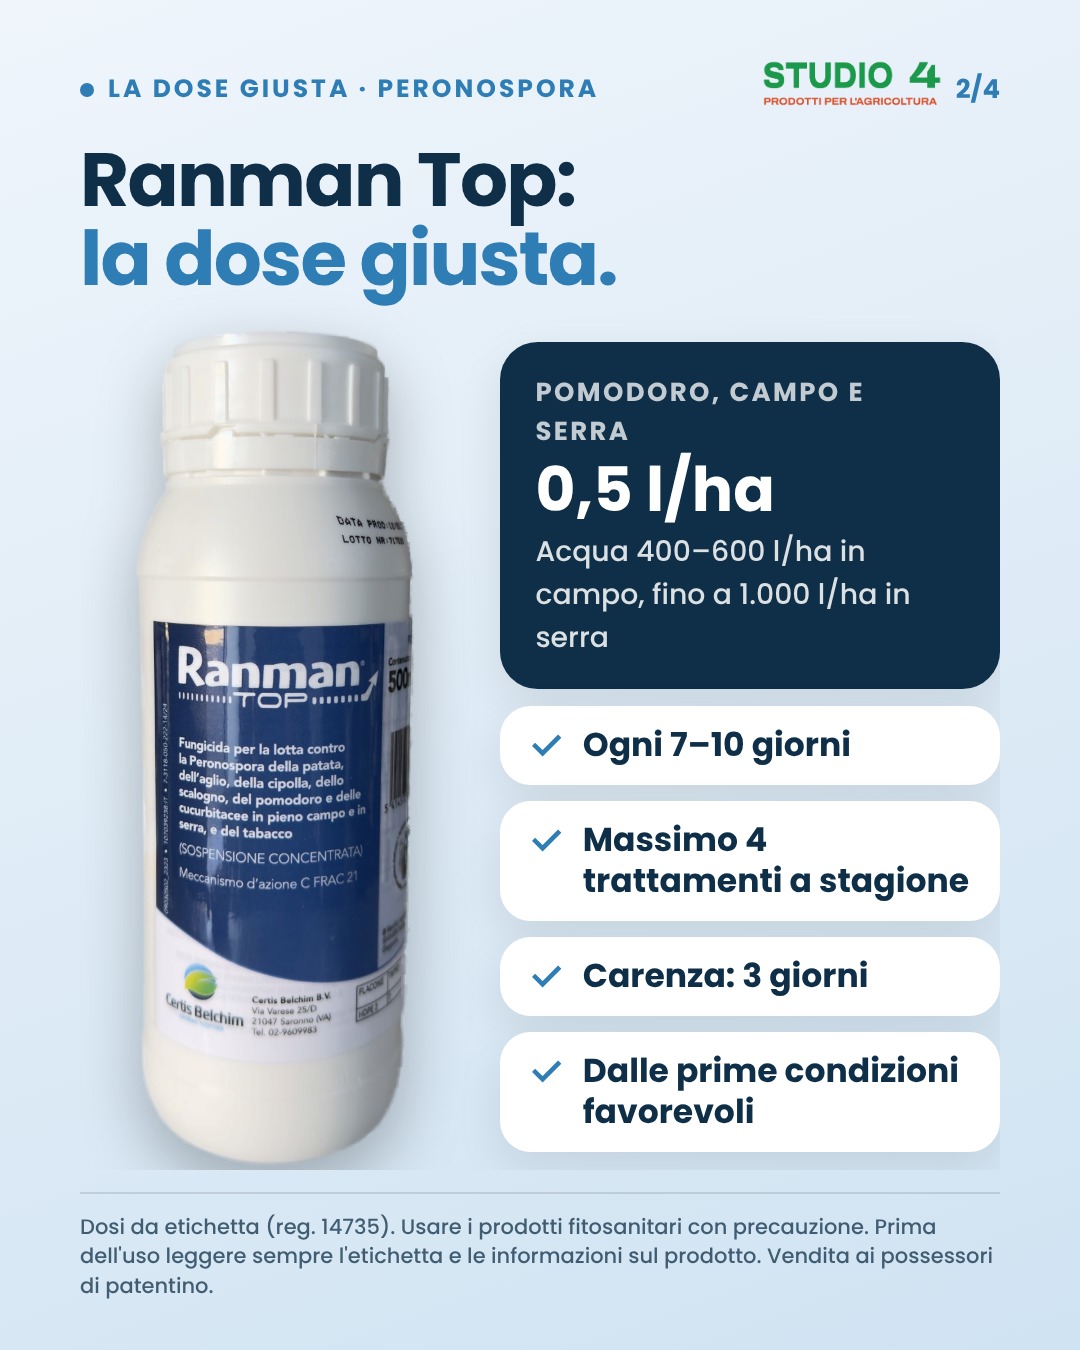 LA DOSE GIUSTA · PERONOSPORA
STUDIO 4
PRODOTTI PER L'AGRICOLTURA
2/4
Ranman Top:
la dose giusta.
DATA PROD:
LOTTO NR:
Ranman
TOP
500
Fungicida per la lotta contro
la Peronospora della patata,
dell'aglio, della cipolla, dello
scalogno, del pomodoro e delle
cucurbitacee in pieno campo e in
serra, e del tabacco
(SOSPENSIONE CONCENTRATA)
Meccanismo d'azione C FRAC 21
Certis Belchim
Certis Belchim B.V.
Via Varese 25/D
21047 Saronno (VA)
Tel. 02-9609983
FLACONE
POMODORO, CAMPO E
SERRA
0,5 l/ha
Acqua 400–600 l/ha in
campo, fino a 1.000 l/ha in
serra
Ogni 7–10 giorni
Massimo 4
trattamenti a stagione
Carenza: 3 giorni
Dalle prime condizioni
favorevoli
Dosi da etichetta (reg. 14735). Usare i prodotti fitosanitari con precauzione. Prima
dell'uso leggere sempre l'etichetta e le informazioni sul prodotto. Vendita ai possessori
di patentino.